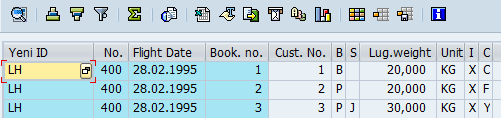 Yeni ID No. Flight Date Book. no. Cust. No. B S Lug.weight Unit I C
LH 400 28.02.1995 1 1 B 20,000 KG X C
LH 400 28.02.1995 2 2 P 20,000 KG X F
LH 400 28.02.1995 3 3 P J 30,000 KG X Y